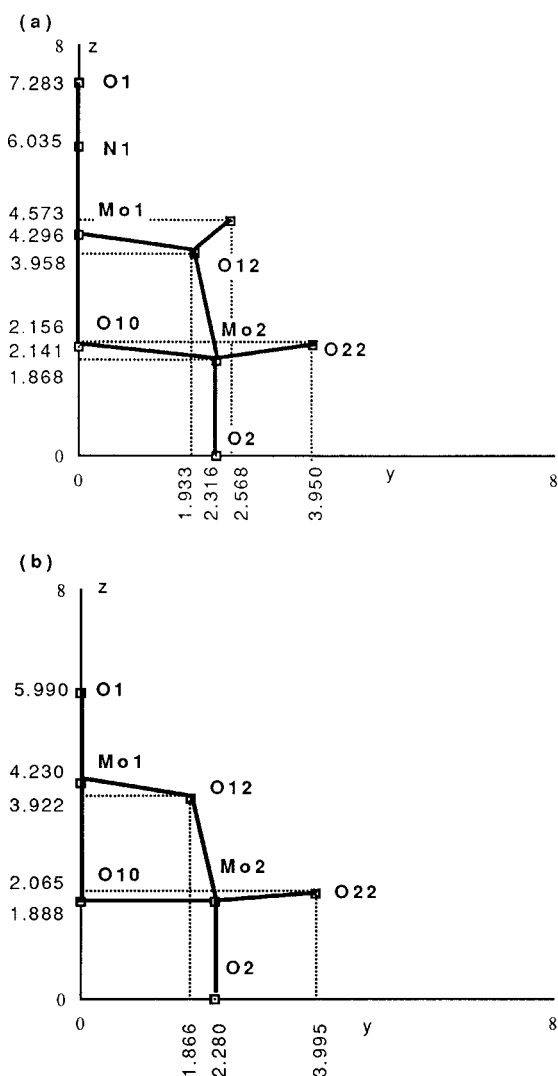 (a)
8 z
7.283 O1
6.035 N1
4.573 Mo1
4.296
3.958 O12
2.156 O10 Mo2
2.141 O22
1.868
O2
0
0 1.933 2.316 2.568 3.950 y 8
(b)
8 z
5.990 O1
4.230 Mo1
3.922 O12
2.065 O10 Mo2 O22
1.888
O2
0
0 1.866 2.280 3.995 y 8